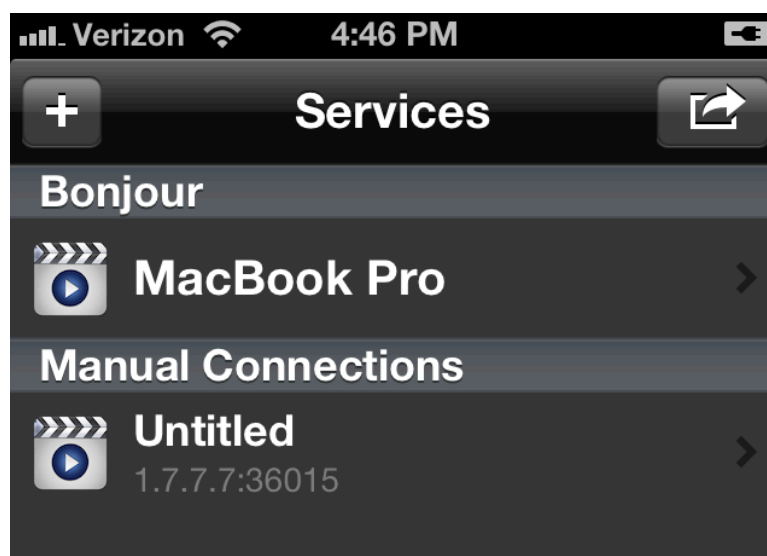 Verizon 4:46 PM
+ Services
Bonjour
MacBook Pro
Manual Connections
Untitled
1.7.7.7:36015